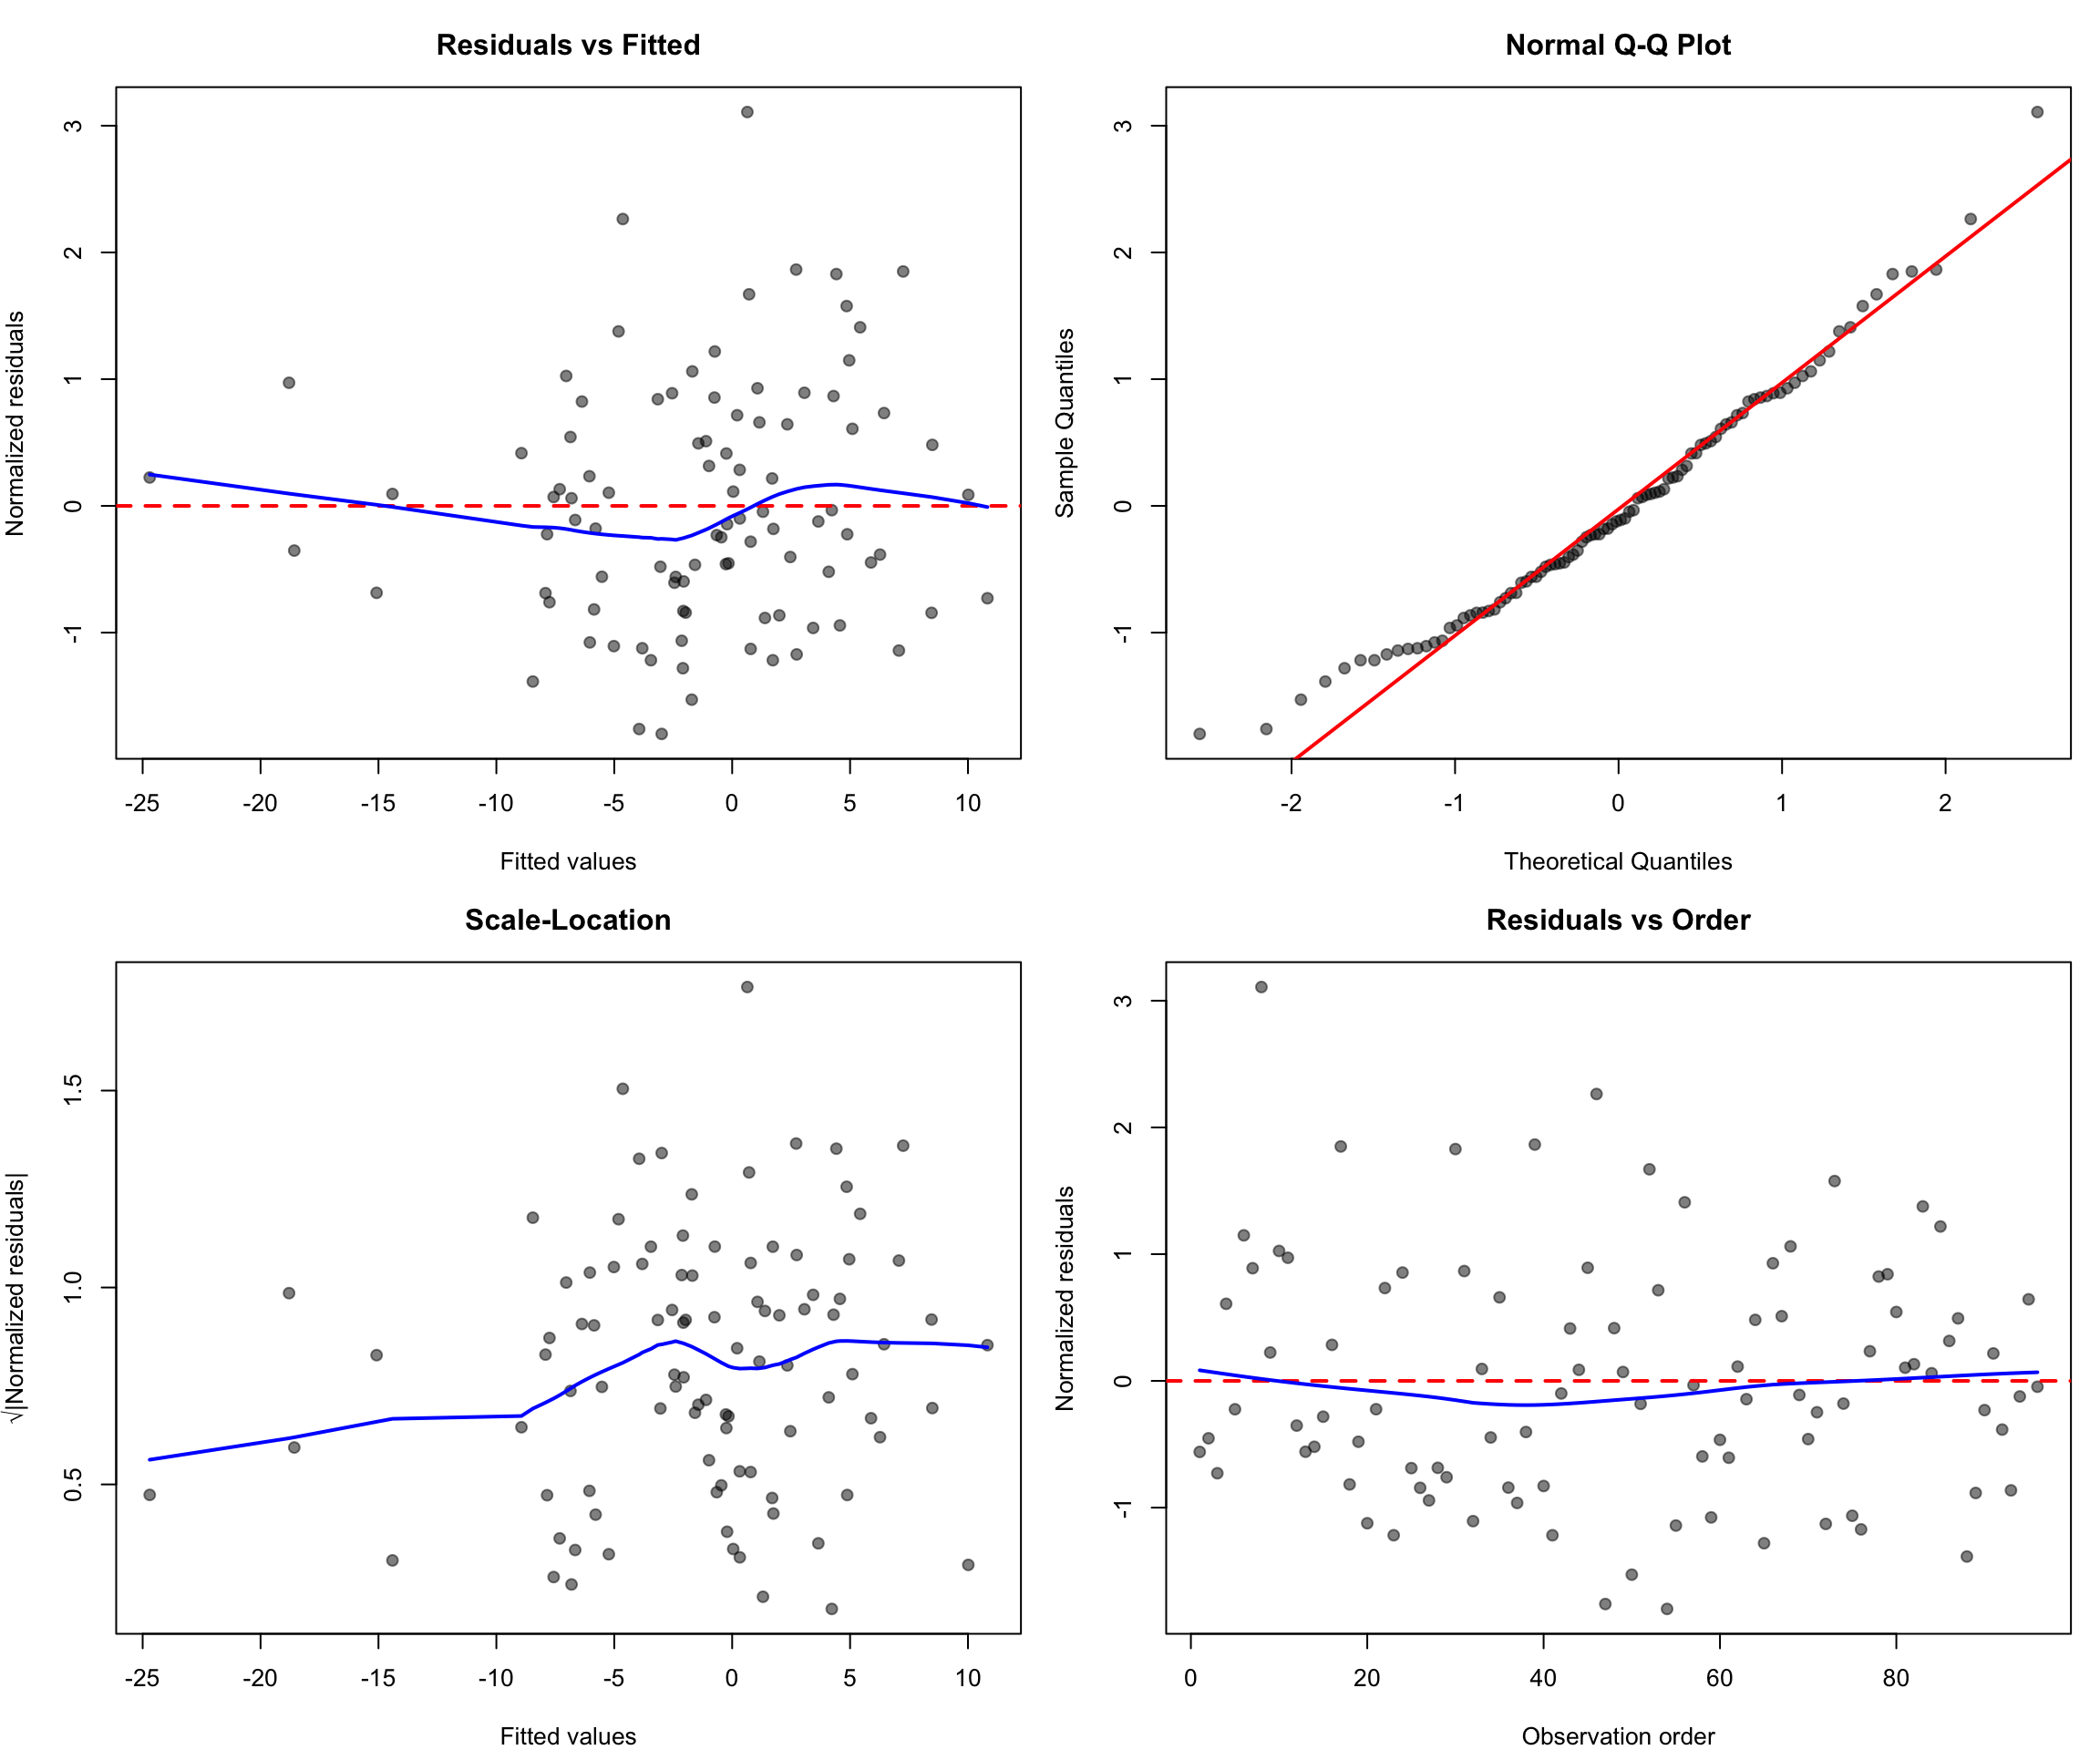 Residuals vs Fitted
Normalized residuals
3
2
1
0
-1
-25 -20 -15 -10 -5 0 5 10
Fitted values
Normal Q-Q Plot
Sample Quantiles
3
2
1
0
-1
-2 -1 0 1 2
Theoretical Quantiles
Scale-Location
√|Normalized residuals|
1.5
1.0
0.5
-25 -20 -15 -10 -5 0 5 10
Fitted values
Residuals vs Order
Normalized residuals
3
2
1
0
-1
0 20 40 60 80
Observation order